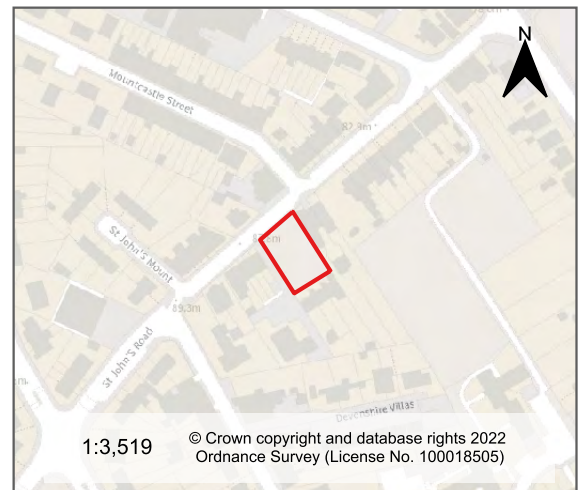 N
Mountcastle Street
82.3m
St John's Mount
89.3m
St John's Road
Devonshire Villas
1:3,519
© Crown copyright and database rights 2022
Ordnance Survey (License No. 100018505)